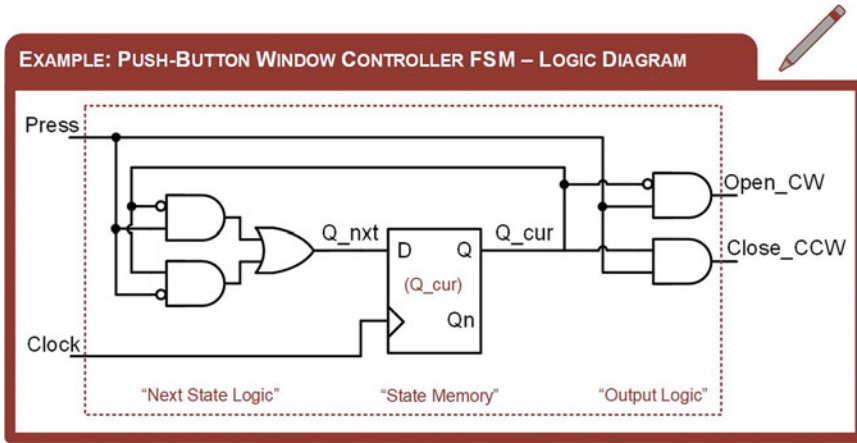 EXAMPLE: PUSH-BUTTON WINDOW CONTROLLER FSM – LOGIC DIAGRAM
Press
Open_CW
Q_nxt
D
Q
Q_cur
Close_CCW
(Q_cur)
Qn
Clock
“Next State Logic”
“State Memory”
“Output Logic”